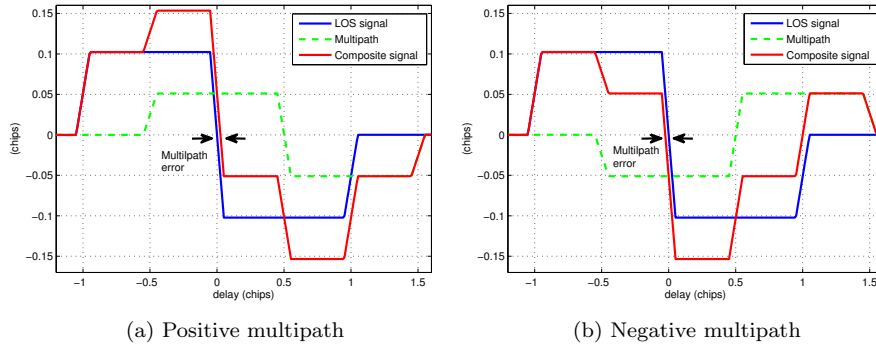 0.15
0.1
0.05
0
−0.05
−0.1
−0.15
(chips)
LOS signal
Multipath
Composite signal
Multilpath
error
−1
−0.5
0
0.5
1
1.5
delay (chips)
(a) Positive multipath
0.15
0.1
0.05
0
−0.05
−0.1
−0.15
(chips)
LOS signal
Multipath
Composite signal
Multilpath
error
−1
−0.5
0
0.5
1
1.5
delay (chips)
(b) Negative multipath